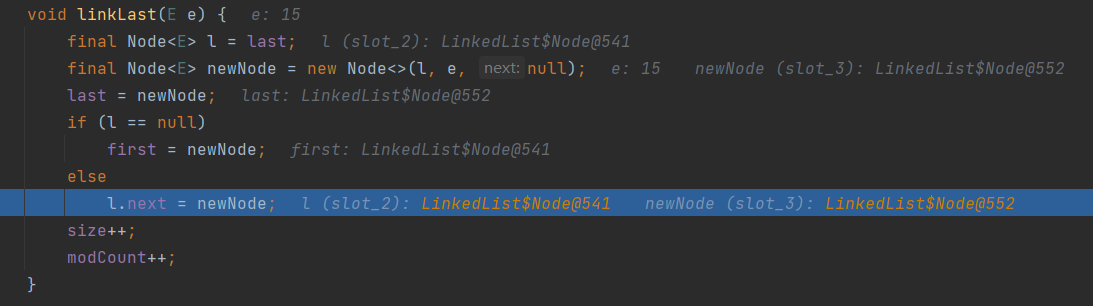 void linkLast(E e) { e: 15
final Node<E> l = last; l (slot_2): LinkedList$Node@541
final Node<E> newNode = new Node<>(l, e, next: null); e: 15 newNode (slot_3): LinkedList$Node@552
last = newNode; last: LinkedList$Node@552
if (l == null)
first = newNode; first: LinkedList$Node@541
else
l.next = newNode; l (slot_2): LinkedList$Node@541 newNode (slot_3): LinkedList$Node@552
size++;
modCount++;
}